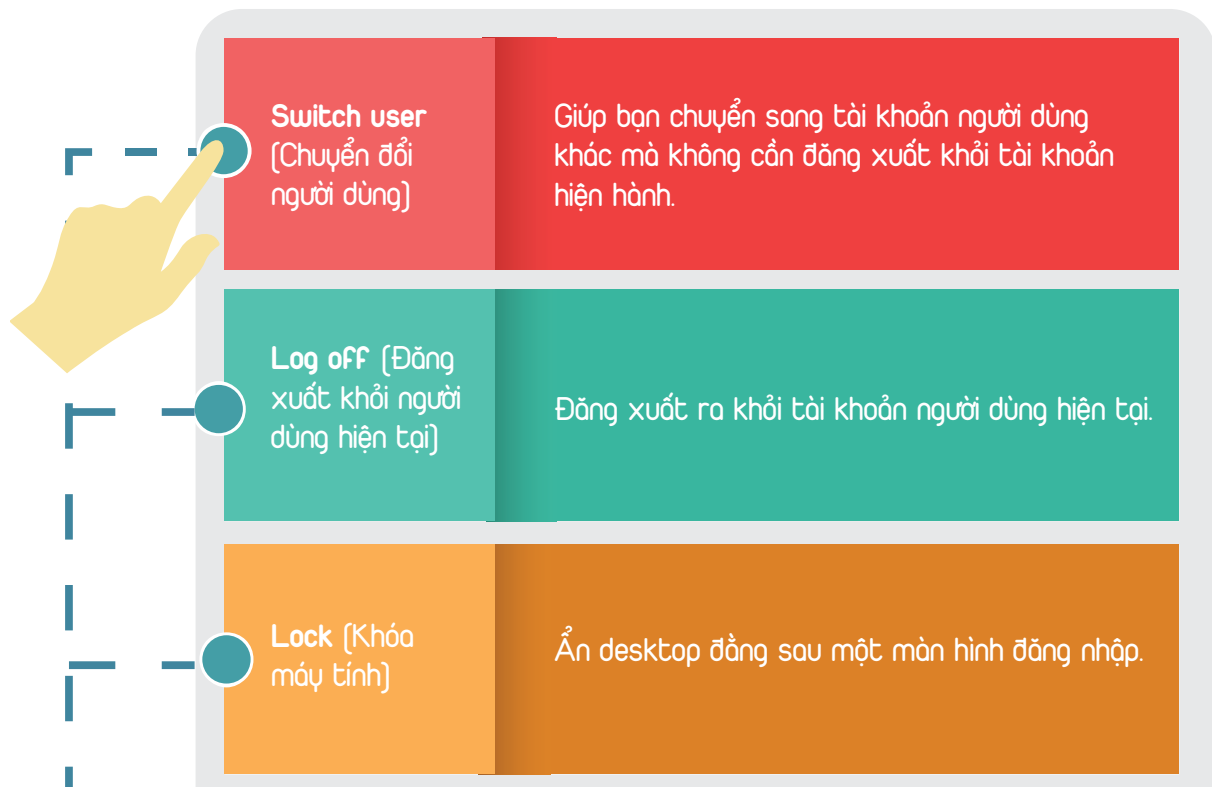 Switch user
(Chuyển đổi
người dùng)
Giúp bạn chuyển sang tài khoản người dùng
khác mà không cần đăng xuất khỏi tài khoản
hiện hành.
Log off (Đăng
xuất khỏi người
dùng hiện tại)
Đăng xuất ra khỏi tài khoản người dùng hiện tại.
Lock (Khóa
máy tính)
Ẩn desktop đằng sau một màn hình đăng nhập.